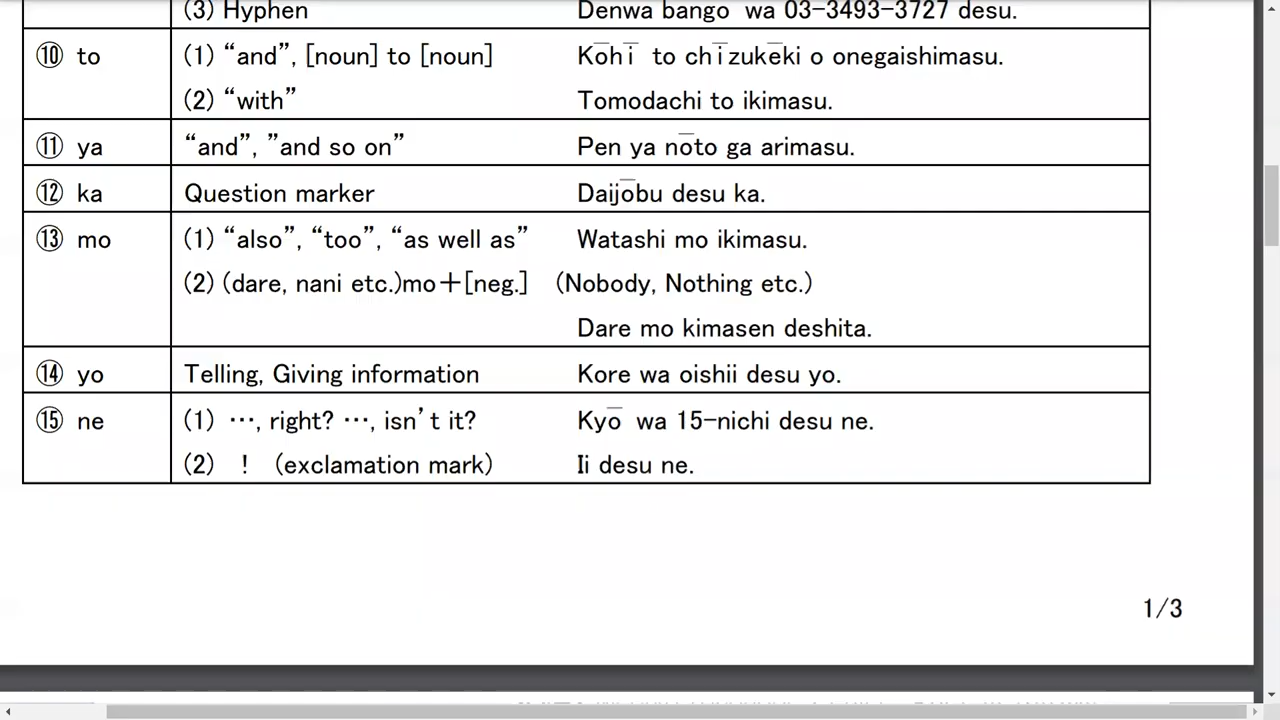 (3) Hyphen Denwa bango wa 03-3493-3727 desu.
⑩ to (1) “and”, [noun] to [noun] Kōhī to chīzukēki o onegaishimasu.
(2) “with” Tomodachi to ikimasu.
⑪ ya “and”, ”and so on” Pen ya nōto ga arimasu.
⑫ ka Question marker Daijōbu desu ka.
⑬ mo (1) “also”, “too”, “as well as” Watashi mo ikimasu.
(2) (dare, nani etc.)mo＋[neg.] (Nobody, Nothing etc.)
Dare mo kimasen deshita.
⑭ yo Telling, Giving information Kore wa oishii desu yo.
⑮ ne (1) …, right? …, isn’t it? Kyō wa 15-nichi desu ne.
(2) ! (exclamation mark) Ii desu ne.
1/3